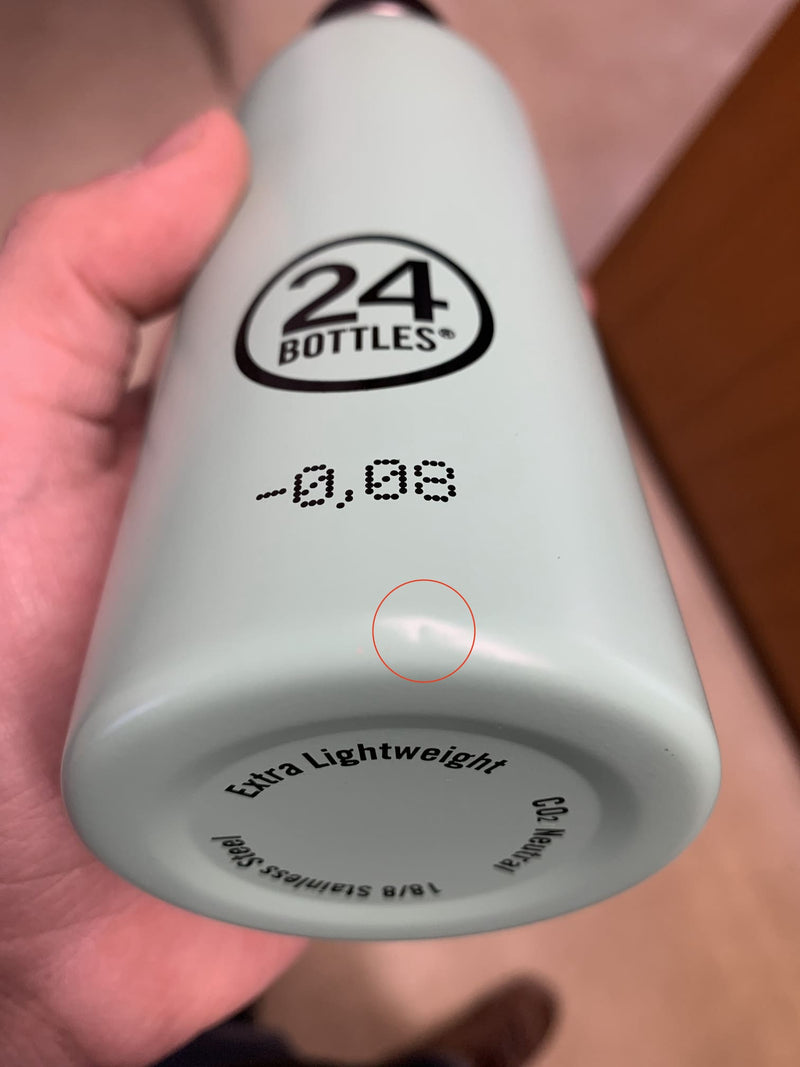 24
BOTTLES®
-0,08
Extra Lightweight
CO₂ Neutral
18/8 Stainless Steel